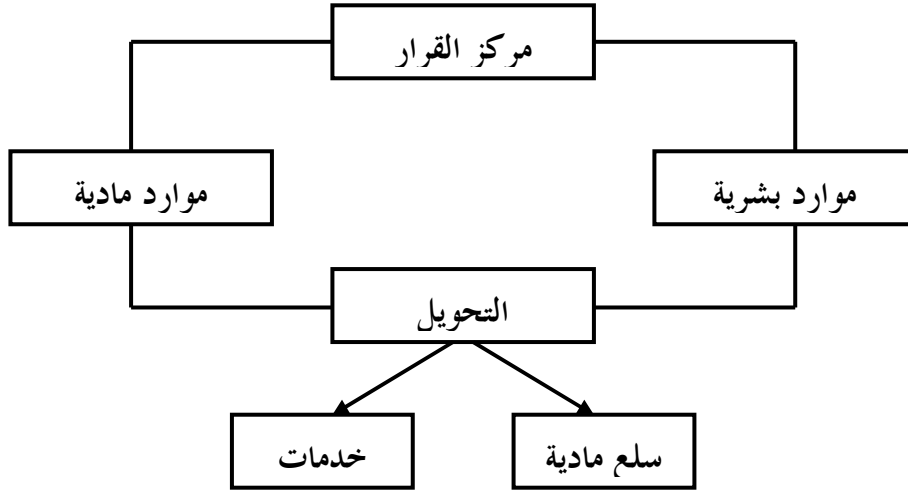 مركز القرار
موارد بشرية
موارد مادية
التحويل
سلع مادية
خدمات